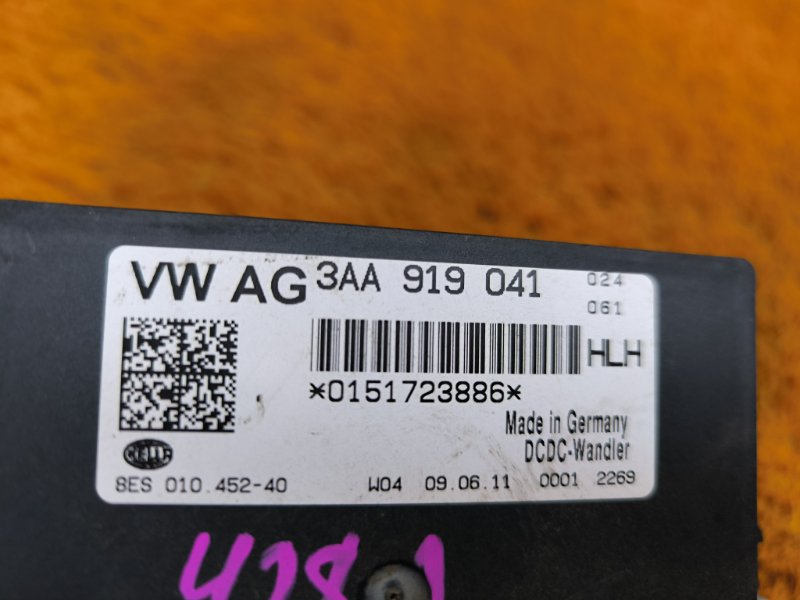 VW AG 3AA 919 041 024
061
HLH
*0151723886*
Made in Germany
DCDC-Wandler
HELLA
8ES 010.452-40 W04 09.06.11 0001 2269